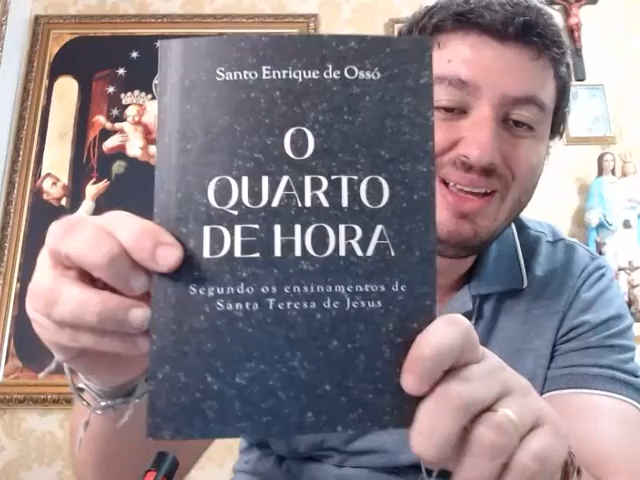 Santo Enrique de Ossó
O
QUARTO
DE HORA
Segundo os ensinamentos de
Santa Teresa de Jesus